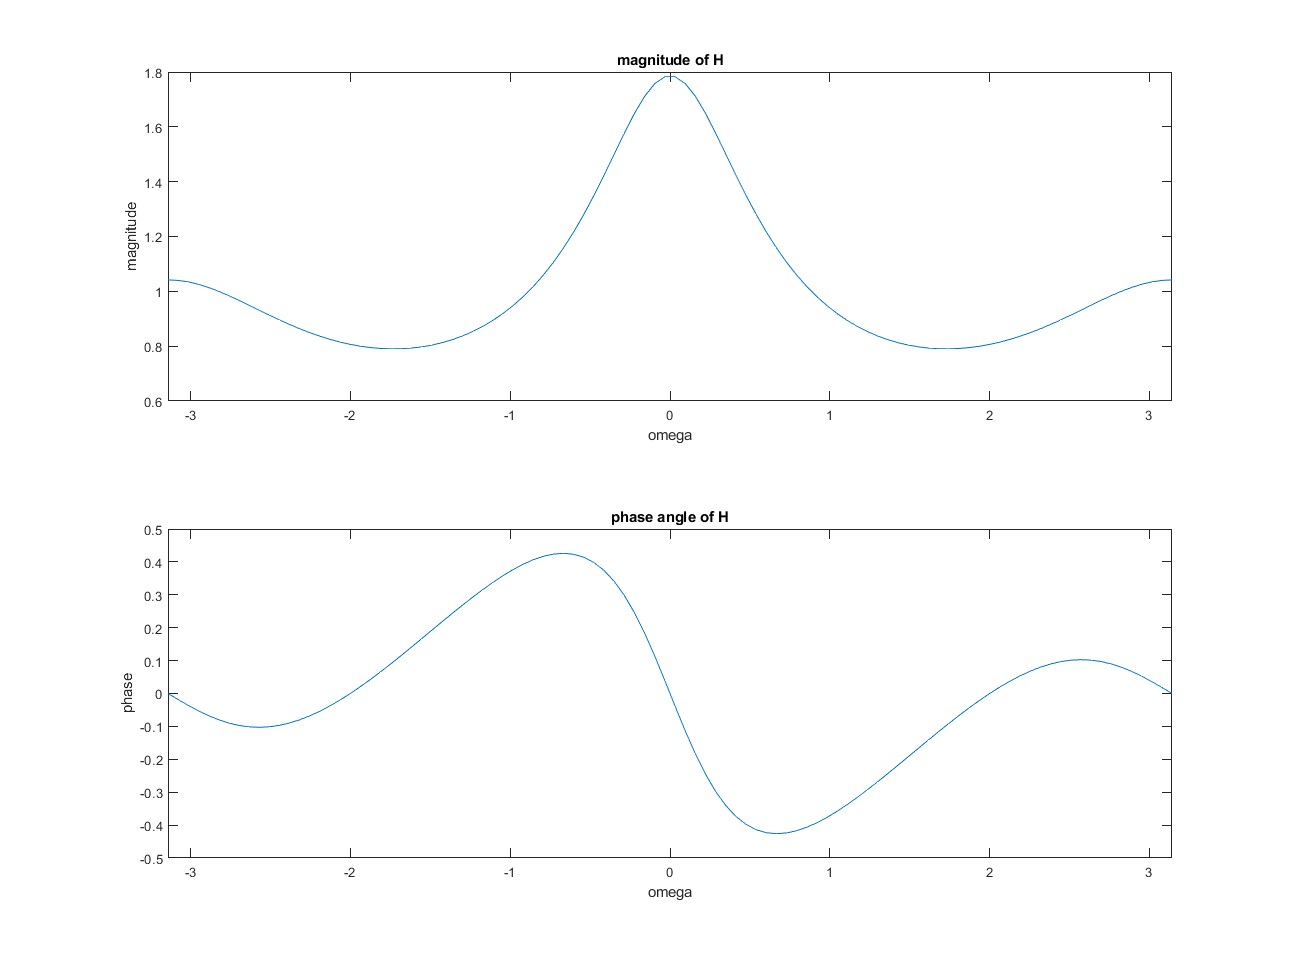 magnitude of H
1.8
1.6
1.4
1.2
1
0.8
0.6
magnitude
-3 -2 -1 0 1 2 3
omega
phase angle of H
0.5
0.4
0.3
0.2
0.1
0
-0.1
-0.2
-0.3
-0.4
-0.5
phase
-3 -2 -1 0 1 2 3
omega